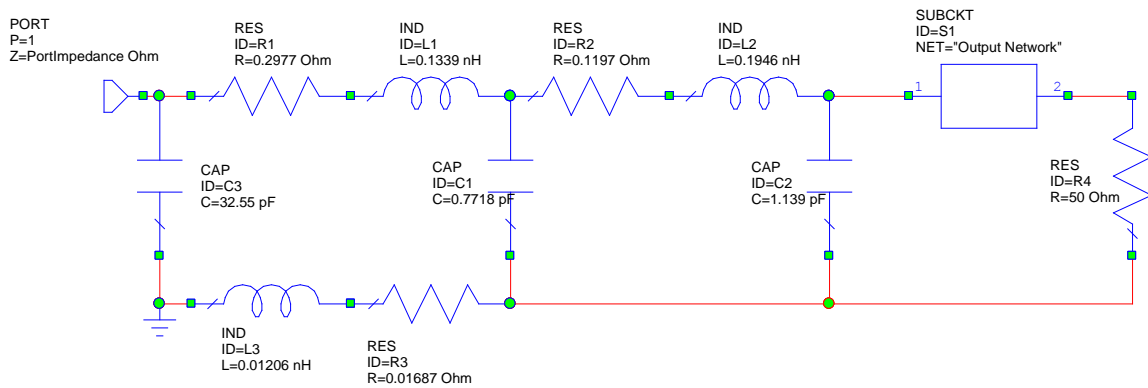 PORT
P=1
Z=PortImpedance Ohm
RES
ID=R1
R=0.2977 Ohm
IND
ID=L1
L=0.1339 nH
RES
ID=R2
R=0.1197 Ohm
IND
ID=L2
L=0.1946 nH
SUBCKT
ID=S1
NET="Output Network"
1
2
CAP
ID=C3
C=32.55 pF
CAP
ID=C1
C=0.7718 pF
CAP
ID=C2
C=1.139 pF
RES
ID=R4
R=50 Ohm
IND
ID=L3
L=0.01206 nH
RES
ID=R3
R=0.01687 Ohm